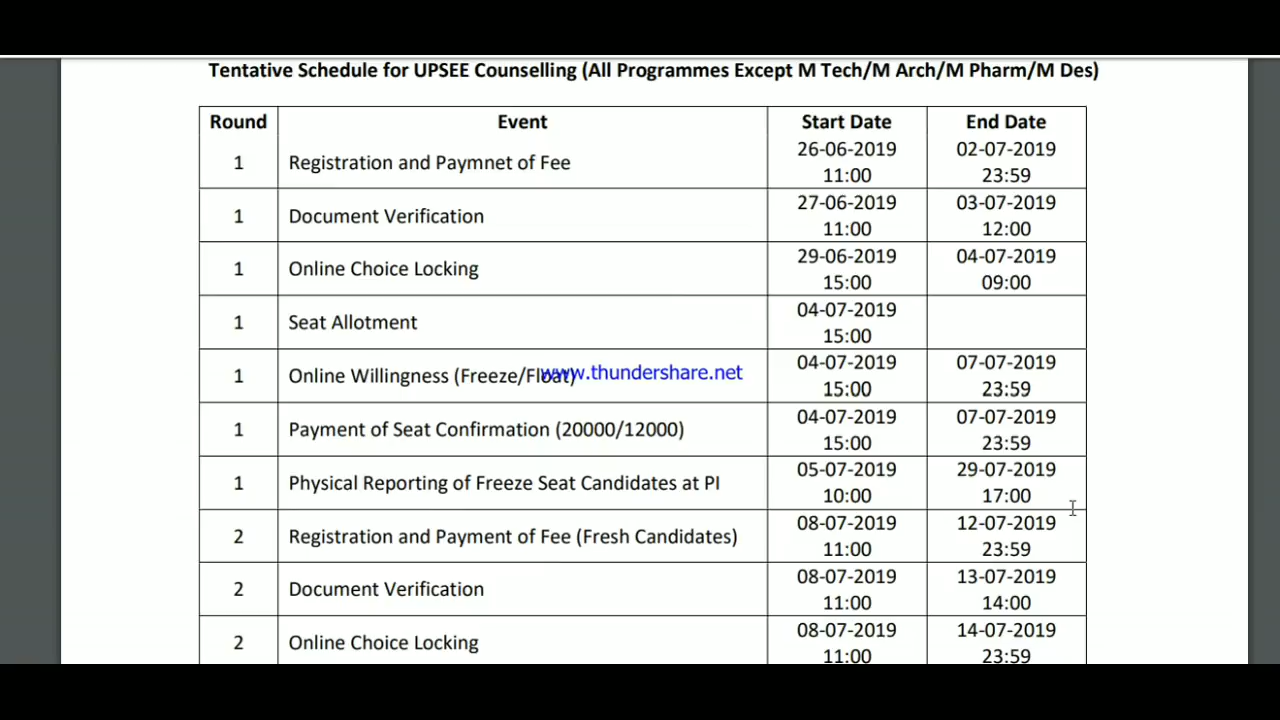 Tentative Schedule for UPSEE Counselling (All Programmes Except M Tech/M Arch/M Pharm/M Des)
Round Event Start Date End Date
1 Registration and Paymnet of Fee 26-06-2019 11:00 02-07-2019 23:59
1 Document Verification 27-06-2019 11:00 03-07-2019 12:00
1 Online Choice Locking 29-06-2019 15:00 04-07-2019 09:00
1 Seat Allotment 04-07-2019 15:00
1 Online Willingness (Freeze/Float) 04-07-2019 15:00 07-07-2019 23:59
www.thundershare.net
1 Payment of Seat Confirmation (20000/12000) 04-07-2019 15:00 07-07-2019 23:59
1 Physical Reporting of Freeze Seat Candidates at PI 05-07-2019 10:00 29-07-2019 17:00
2 Registration and Payment of Fee (Fresh Candidates) 08-07-2019 11:00 12-07-2019 23:59
2 Document Verification 08-07-2019 11:00 13-07-2019 14:00
2 Online Choice Locking 08-07-2019 11:00 14-07-2019 23:59